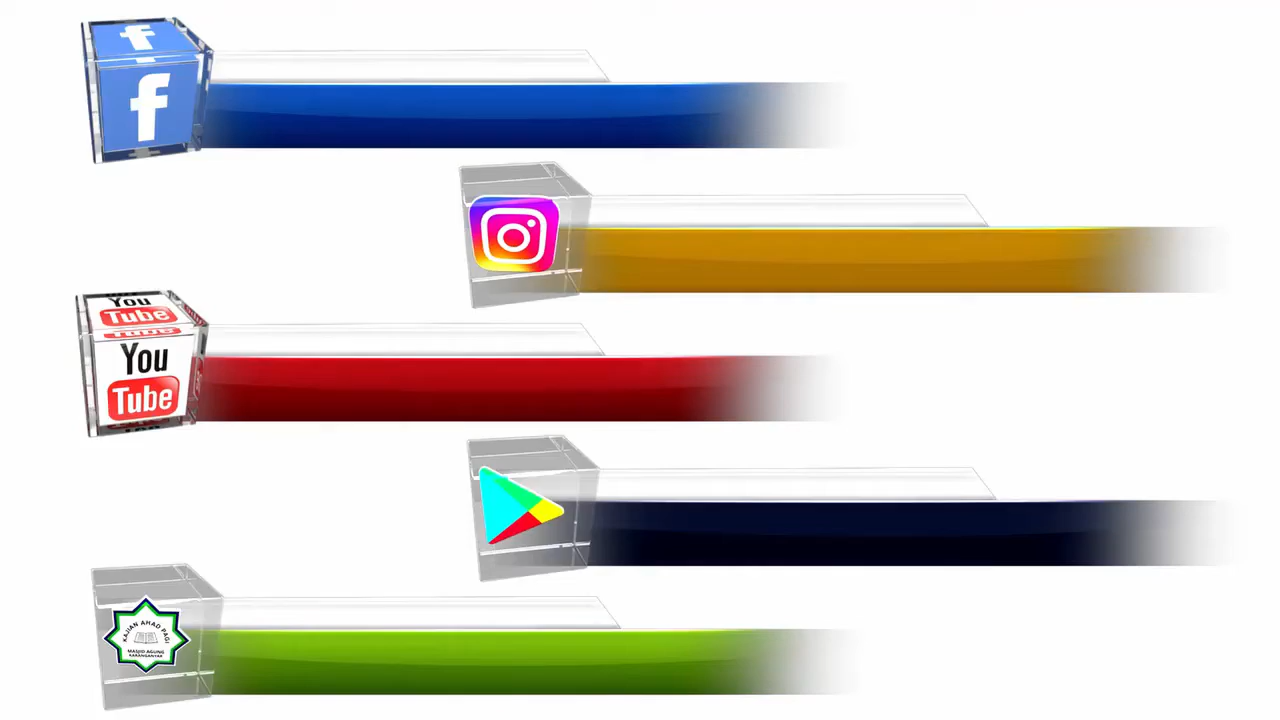 f
f
You
Tube
You
Tube
KAJIAN AHAD PAGI
MASJID AGUNG
KARANGANYAR